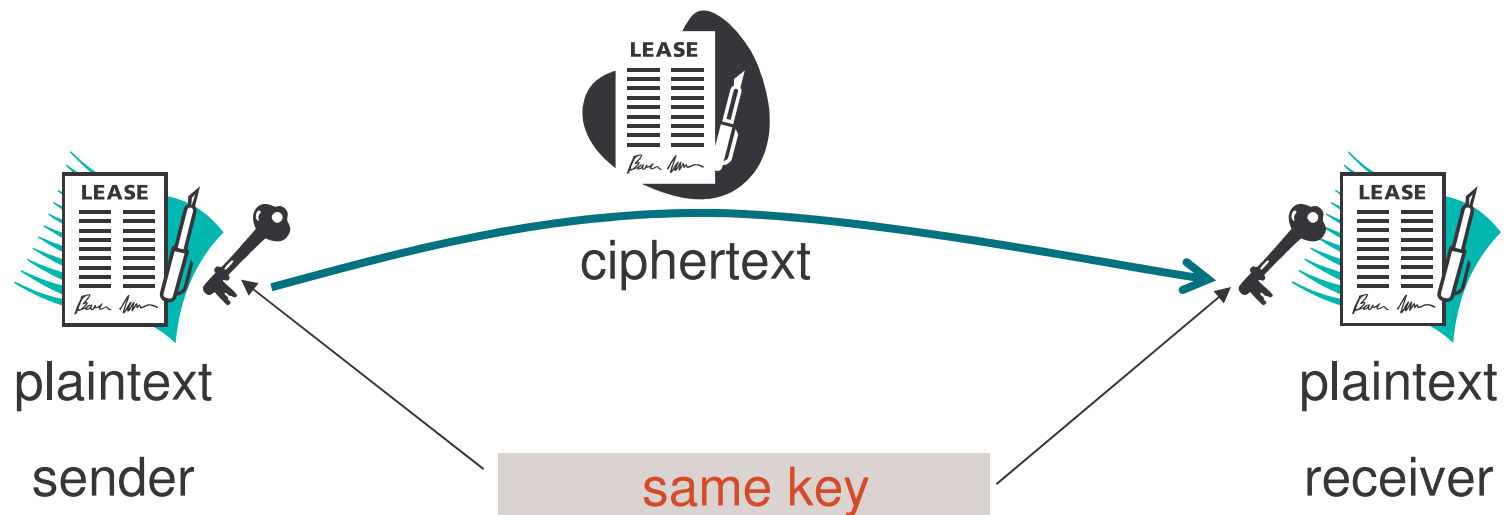 LEASE
LEASE
LEASE
ciphertext
plaintext
plaintext
sender
same key
receiver